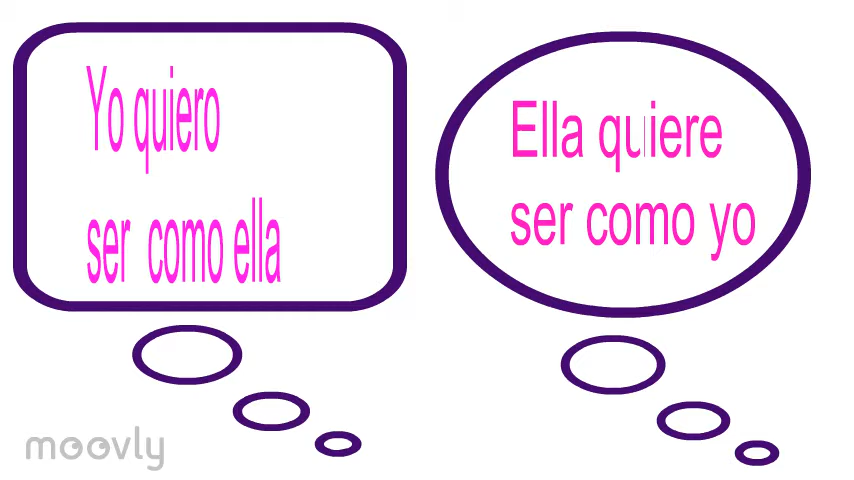 Yo quiero
ser como ella
Ella quiere
ser como yo
moovly